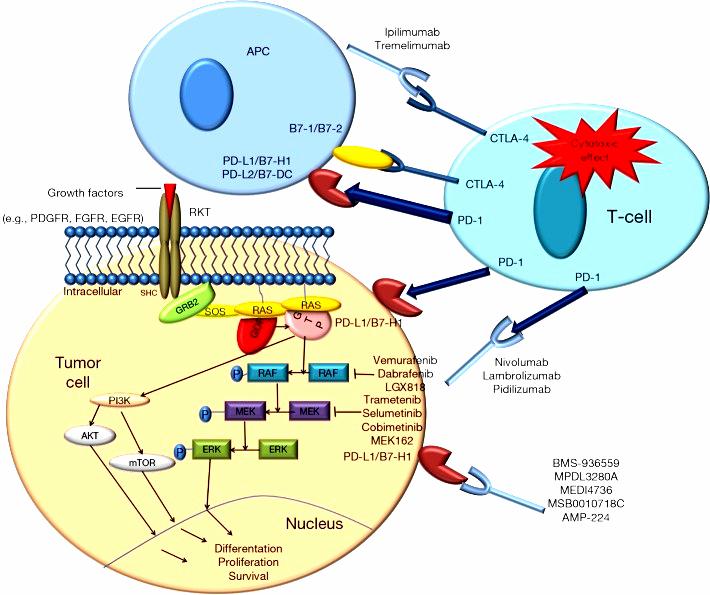 Ipilimumab
Tremelimumab
APC
B7-1/B7-2
CTLA-4
Cytotoxic
effect
PD-L1/B7-H1
PD-L2/B7-DC
CTLA-4
Growth factors
(e.g., PDGFR, FGFR, EGFR)
RKT
PD-1
T-cell
PD-1
PD-1
Intracellular
SHC
GRB2
SOS
RAS
RAS
GTP
PD-L1/B7-H1
Tumor
cell
Vemurafenib
Dabrafenib
LGX818
P
RAF
RAF
Nivolumab
Lambrolizumab
Pidilizumab
PI3K
Trametenib
Selumetinib
Cobimetinib
MEK162
P
MEK
MEK
AKT
mTOR
P
ERK
ERK
PD-L1/B7-H1
BMS-936559
MPDL3280A
MEDI4736
MSB0010718C
AMP-224
Nucleus
Differentation
Proliferation
Survival